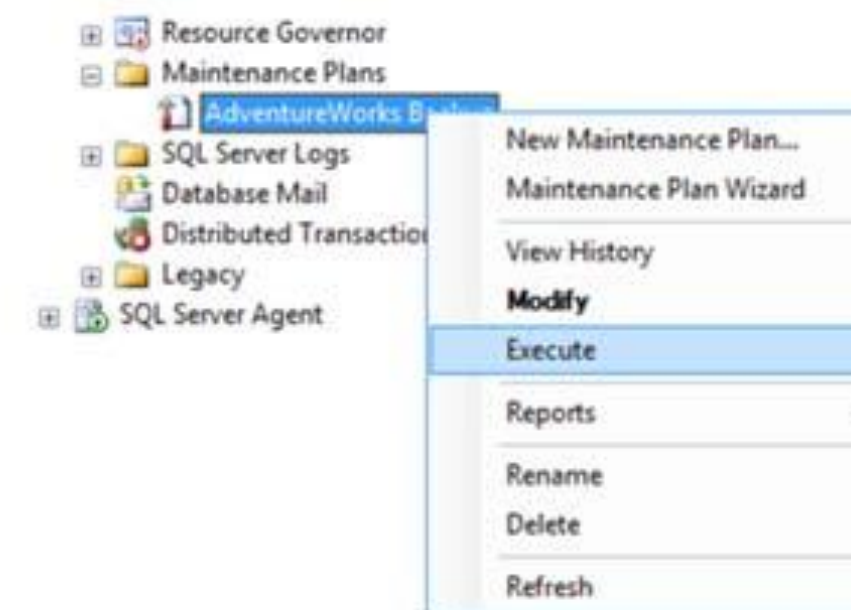 Resource Governor
Maintenance Plans
AdventureWorks
SQL Server Logs
Database Mail
Distributed
Legacy
SQL Server Agent
New Maintenance Plan...
Maintenance Plan Wizard
View History
Modify
Execute
Reports
Rename
Delete
Refresh